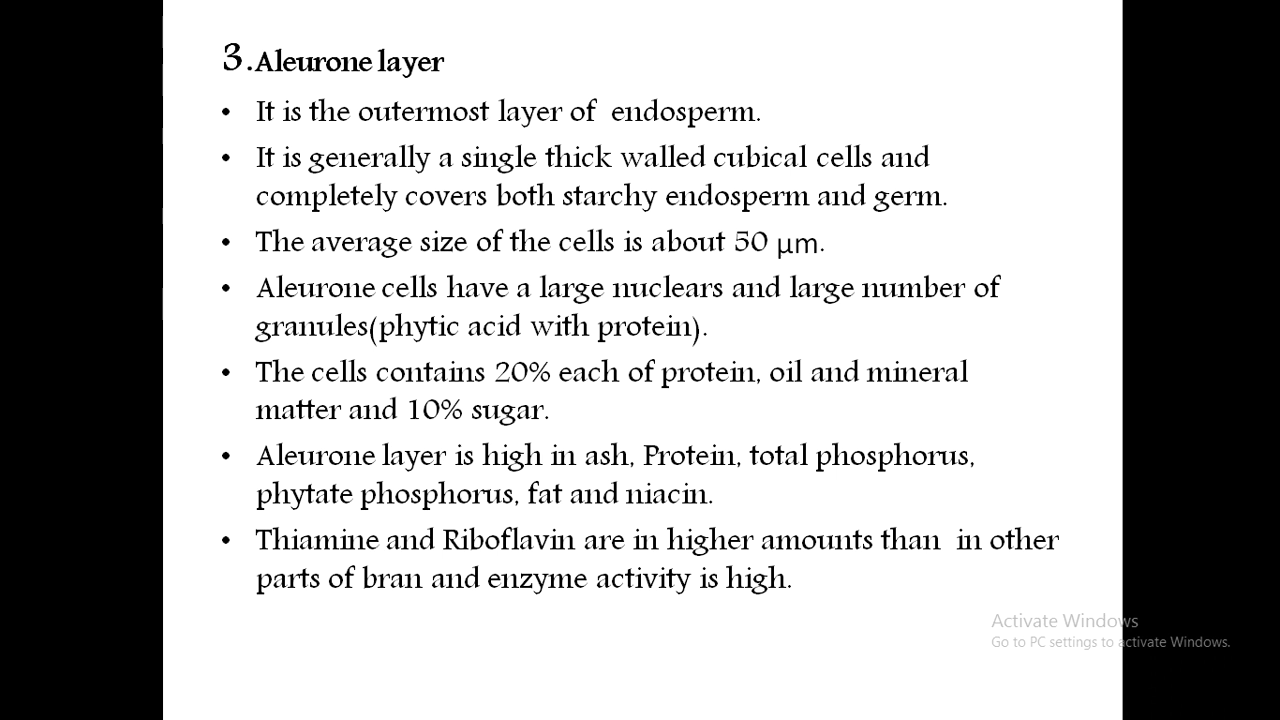 3.Aleurone layer
• It is the outermost layer of endosperm.
• It is generally a single thick walled cubical cells and
completely covers both starchy endosperm and germ.
• The average size of the cells is about 50 µm.
• Aleurone cells have a large nuclears and large number of
granules(phytic acid with protein).
• The cells contains 20% each of protein, oil and mineral
matter and 10% sugar.
• Aleurone layer is high in ash, Protein, total phosphorus,
phytate phosphorus, fat and niacin.
• Thiamine and Riboflavin are in higher amounts than in other
parts of bran and enzyme activity is high.
Activate Windows
Go to PC settings to activate Windows.